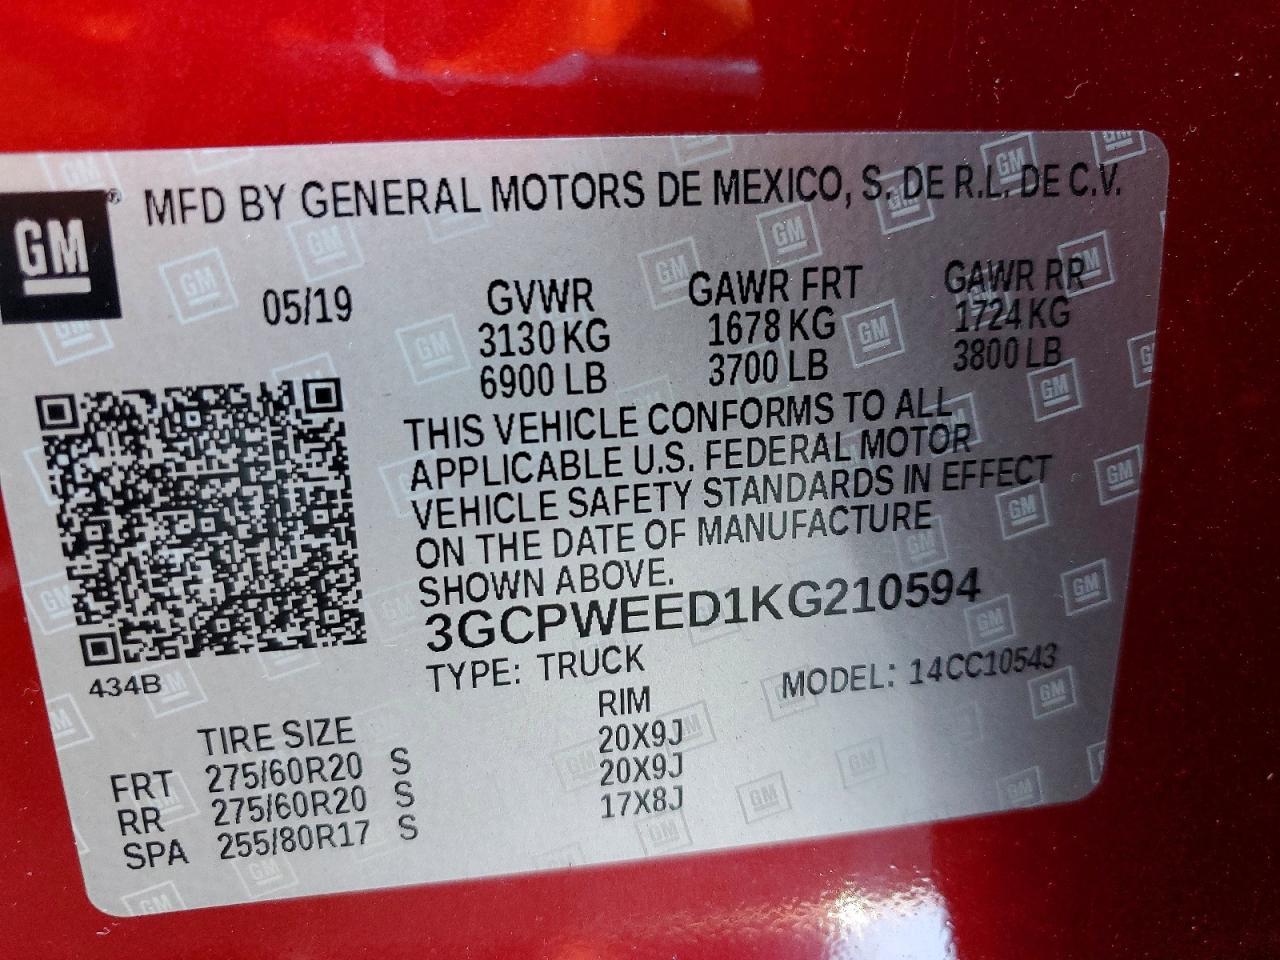 GM® MFD BY GENERAL MOTORS DE MEXICO, S. DE R.L. DE C.V.
05/19
GVWR GAWR FRT GAWR RR
3130 KG 1678 KG 1724 KG
6900 LB 3700 LB 3800 LB
THIS VEHICLE CONFORMS TO ALL
APPLICABLE U.S. FEDERAL MOTOR
VEHICLE SAFETY STANDARDS IN EFFECT
ON THE DATE OF MANUFACTURE
SHOWN ABOVE.
3GCPWEED1KG210594
434B
TYPE: TRUCK MODEL: 14CC10543
TIRE SIZE RIM
FRT 275/60R20 S 20X9J
RR 275/60R20 S 20X9J
SPA 255/80R17 S 17X8J